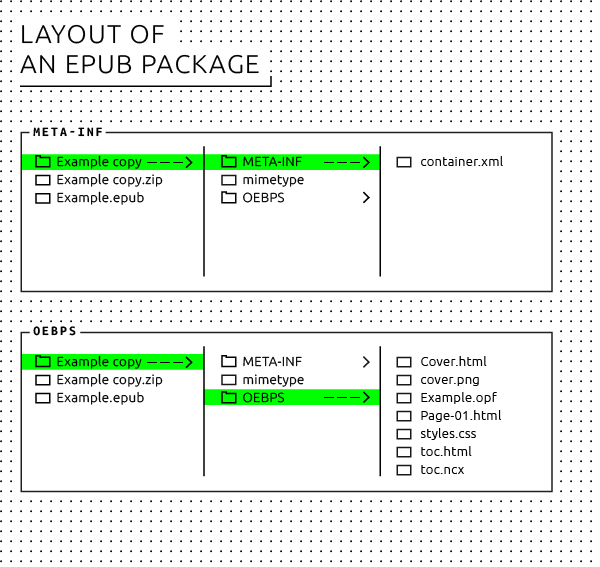 LAYOUT OF
AN EPUB PACKAGE
META-INF
Example copy
Example copy.zip
Example.epub
META-INF
mimetype
OEBPS
container.xml
OEBPS
Example copy
Example copy.zip
Example.epub
META-INF
mimetype
OEBPS
Cover.html
cover.png
Example.opf
Page-01.html
styles.css
toc.html
toc.ncx